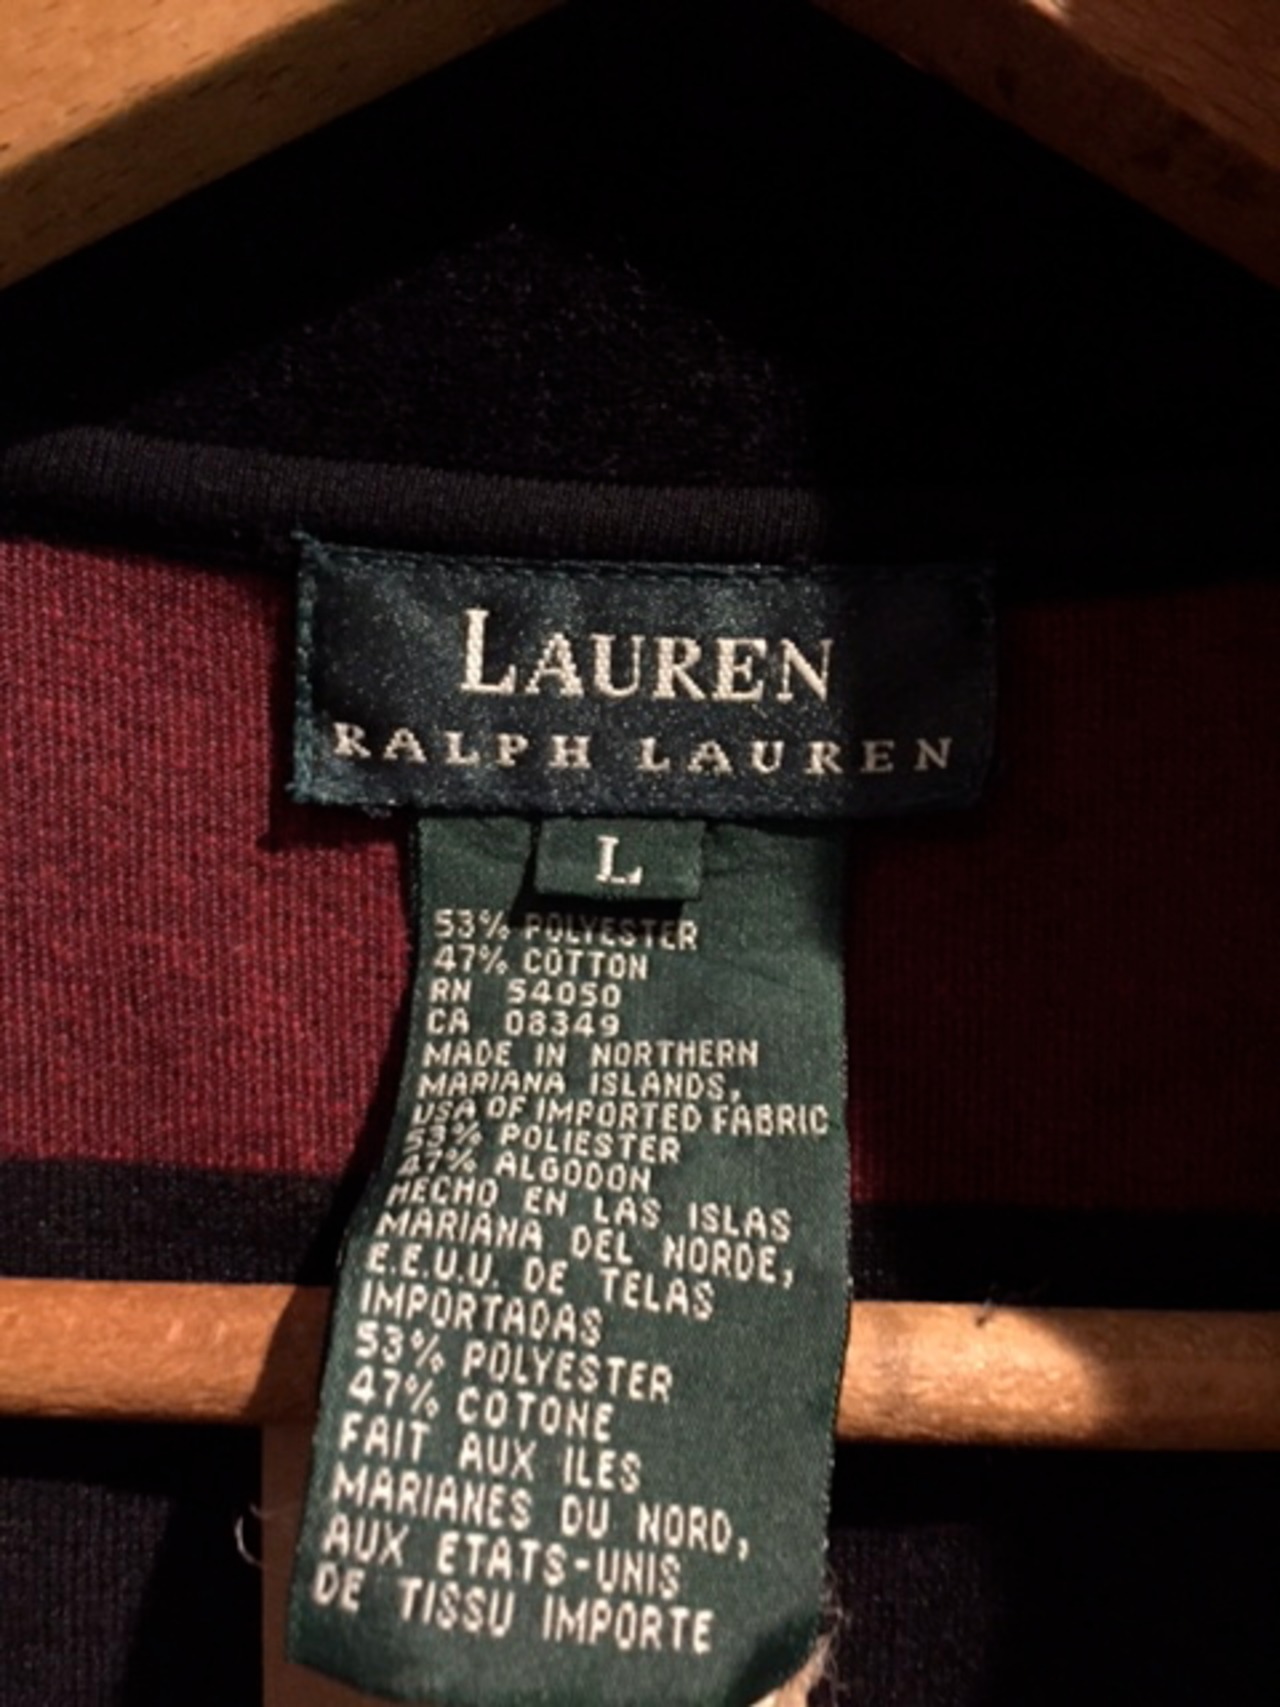 LAUREN
RALPH LAUREN
L
53% POLYESTER
47% COTTON
RN 54050
CA 08349
MADE IN NORTHERN
MARIANA ISLANDS,
USA OF IMPORTED FABRIC
53% POLIESTER
47% ALGODON
HECHO EN LAS ISLAS
MARIANA DEL NORDE,
E.E.U.U. DE TELAS
IMPORTADAS
53% POLYESTER
47% COTONE
FAIT AUX ILES
MARIANES DU NORD,
AUX ETATS-UNIS
DE TISSU IMPORTE